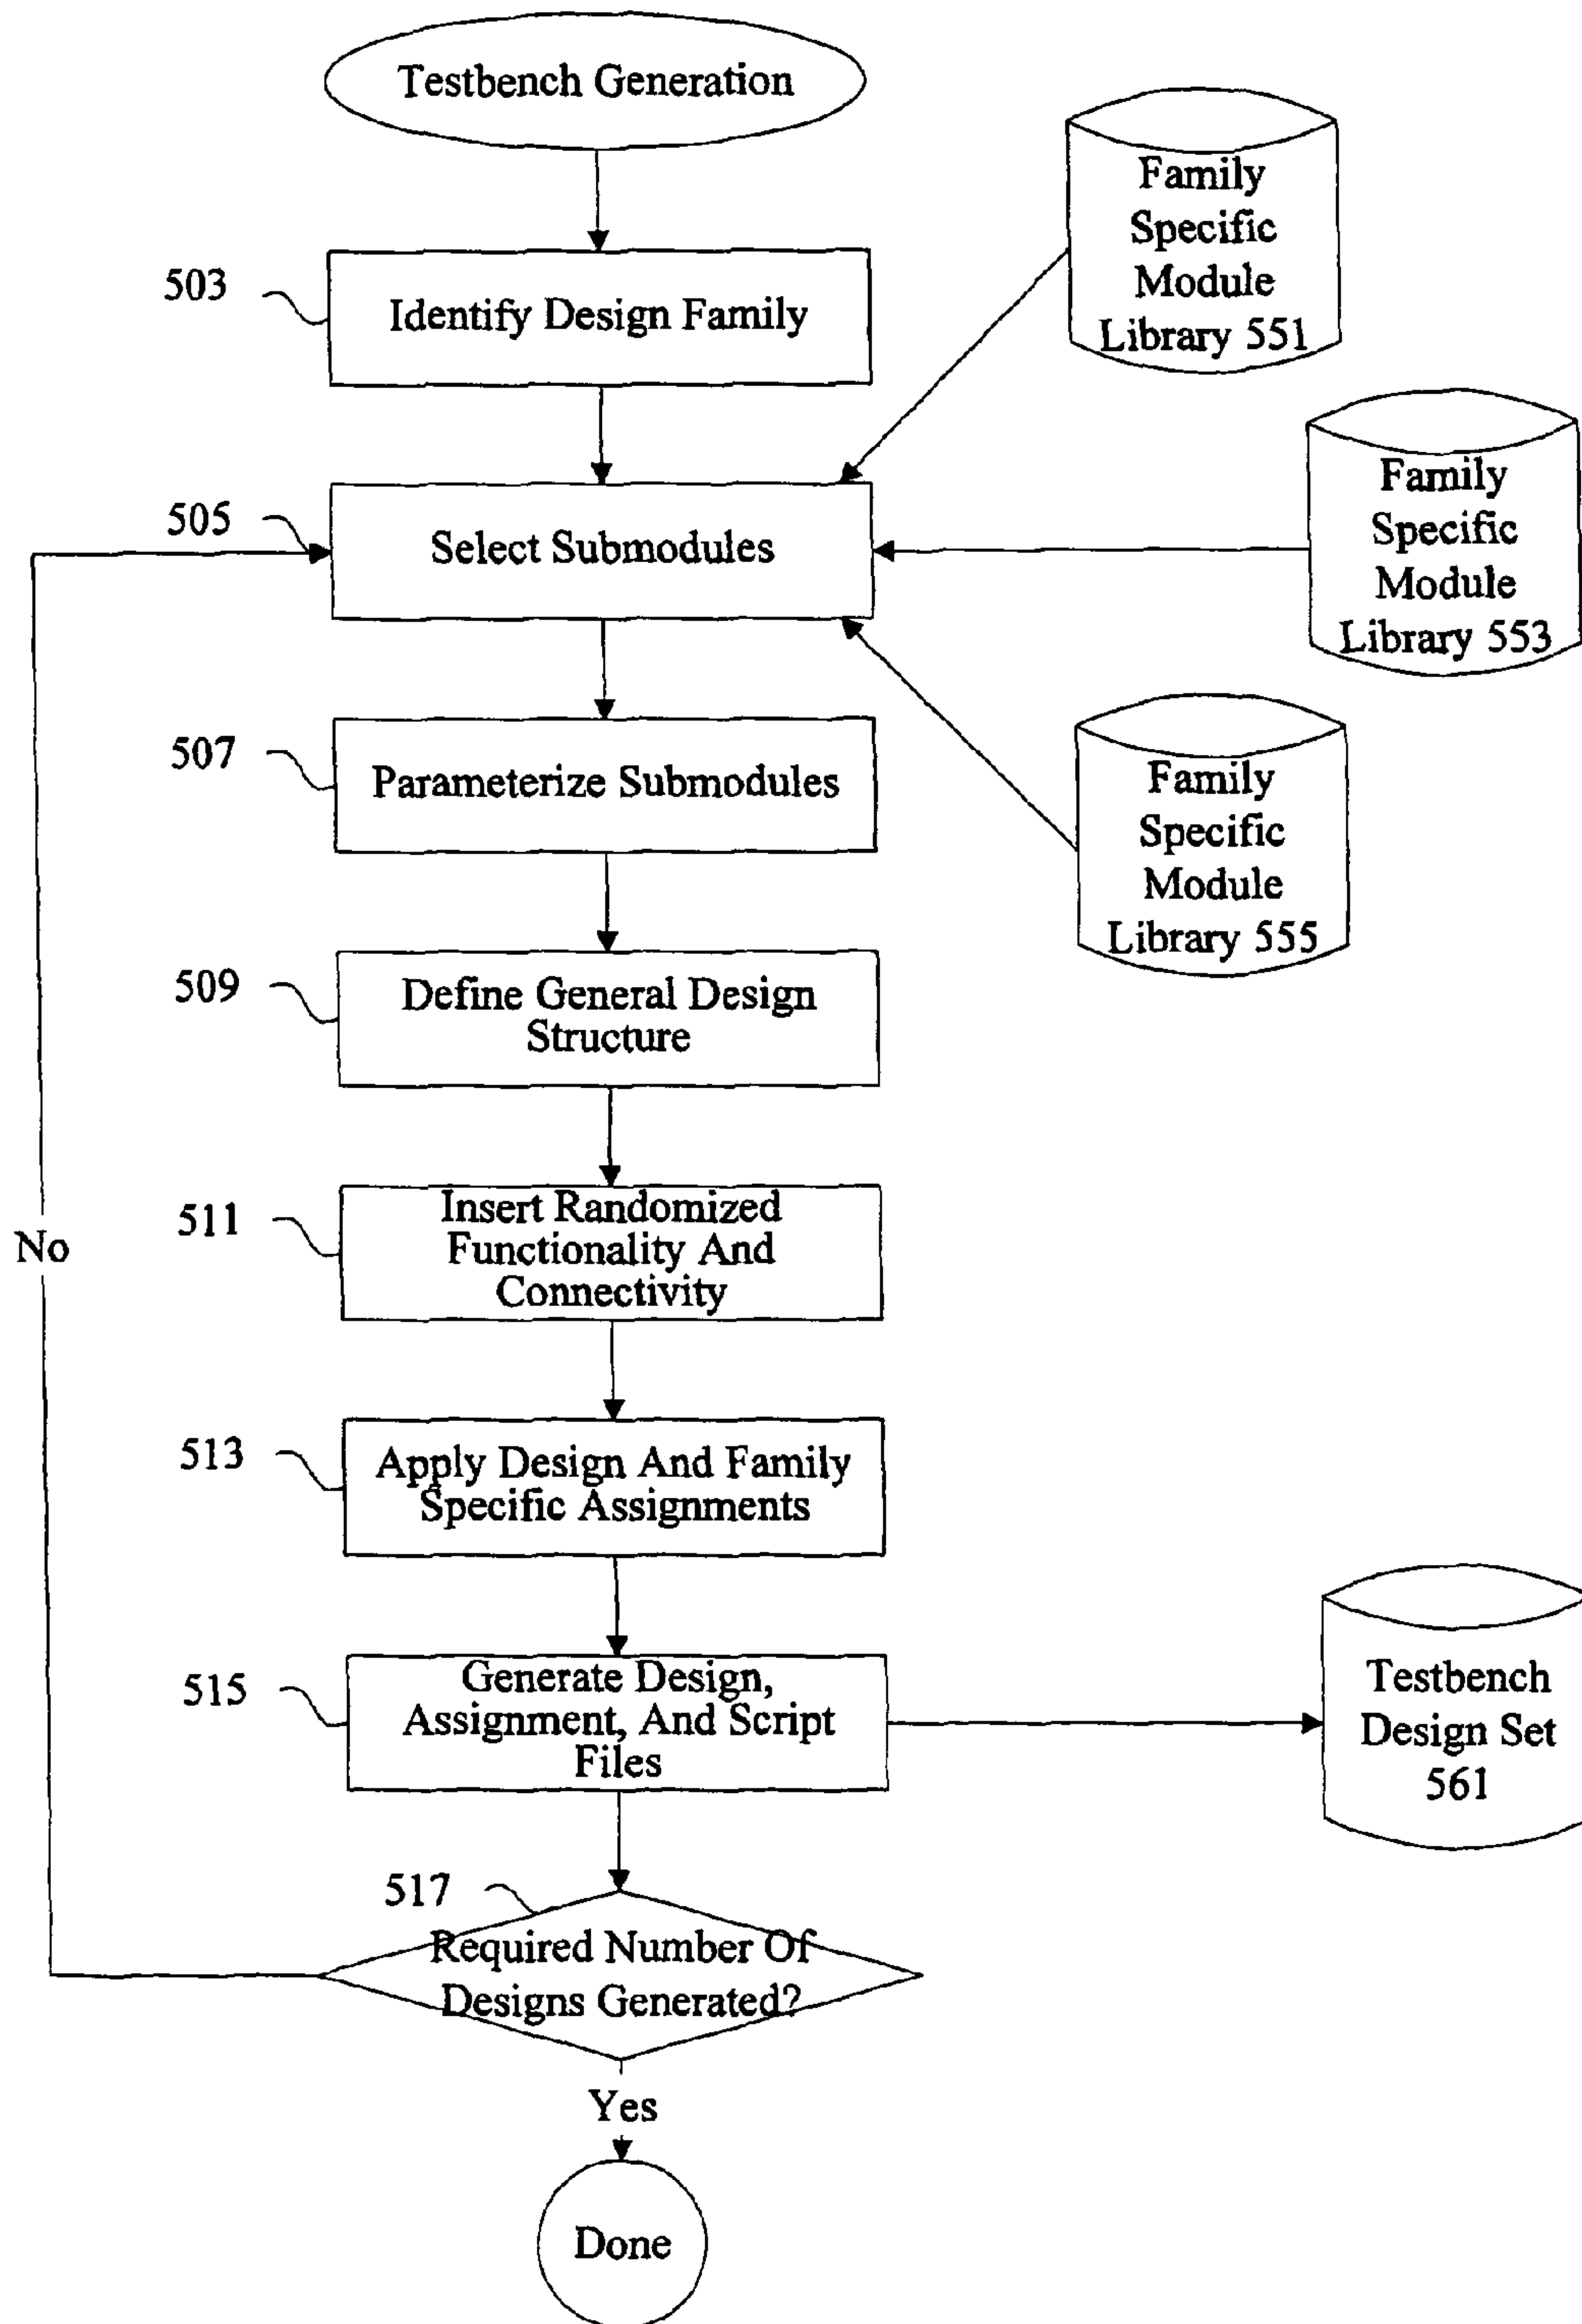 Testbench Generation
Family
Specific
Module
Library 551
503
Identify Design Family
Family
Specific
Module
Library 553
505
Select Submodules
507
Parameterize Submodules
Family
Specific
Module
Library 555
509
Define General Design
Structure
511
Insert Randomized
Functionality And
Connectivity
No
513
Apply Design And Family
Specific Assignments
515
Generate Design,
Assignment, And Script
Files
Testbench
Design Set
561
517
Required Number Of
Designs Generated?
Yes
Done